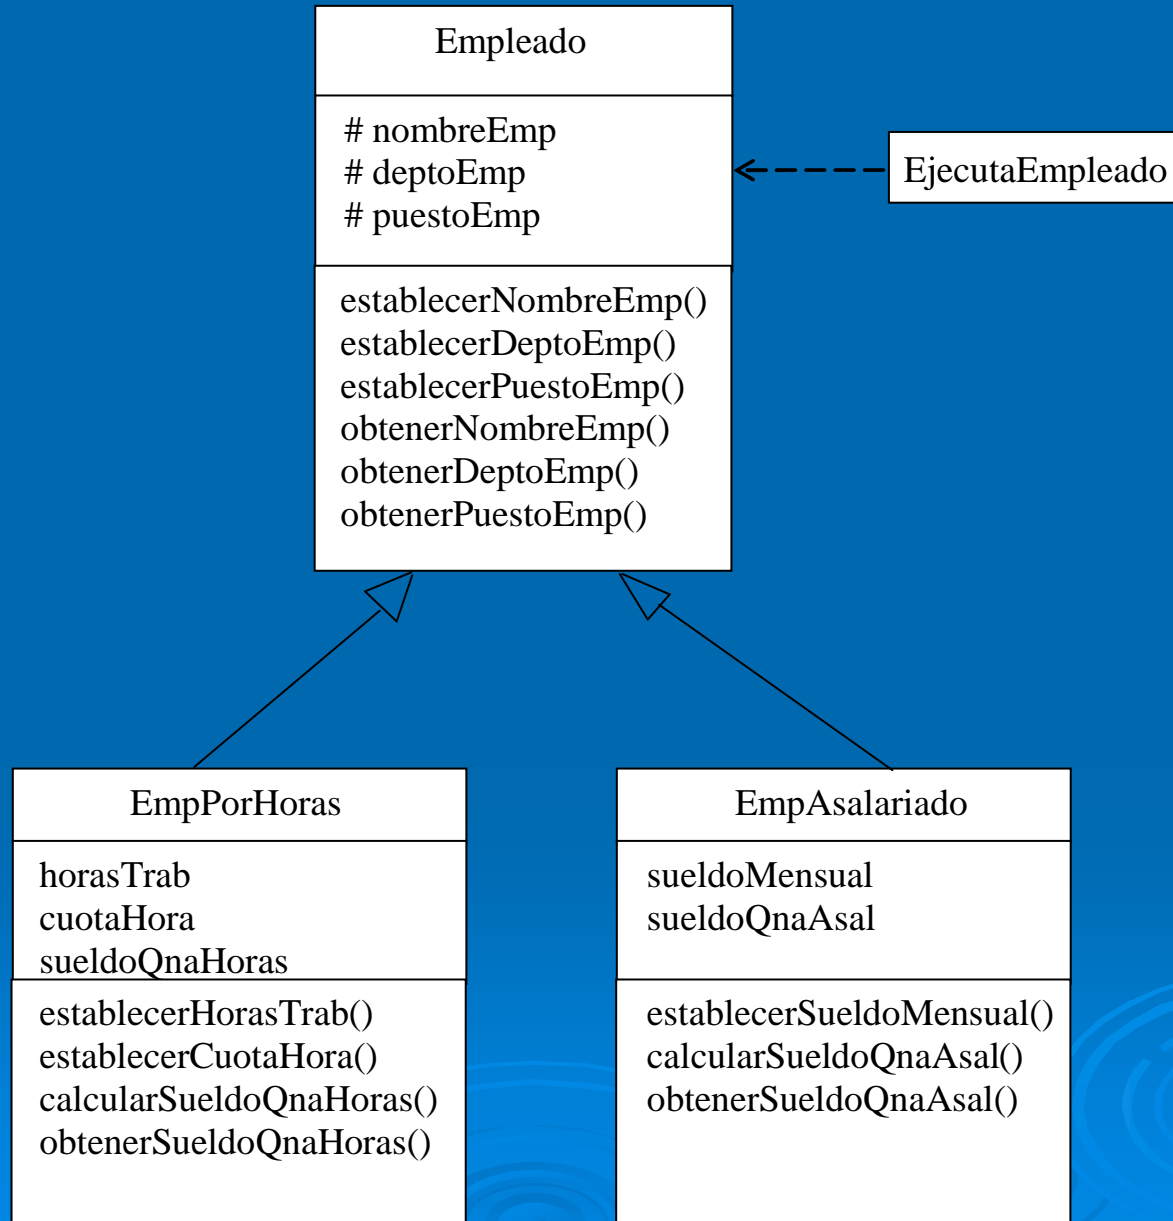 Empleado
# nombreEmp
# deptoEmp
# puestoEmp
EjecutaEmpleado
establecerNombreEmp()
establecerDeptoEmp()
establecerPuestoEmp()
obtenerNombreEmp()
obtenerDeptoEmp()
obtenerPuestoEmp()
EmpPorHoras
horasTrab
cuotaHora
sueldoQnaHoras
establecerHorasTrab()
establecerCuotaHora()
calcularSueldoQnaHoras()
obtenerSueldoQnaHoras()
EmpAsalariado
sueldoMensual
sueldoQnaAsal
establecerSueldoMensual()
calcularSueldoQnaAsal()
obtenerSueldoQnaAsal()